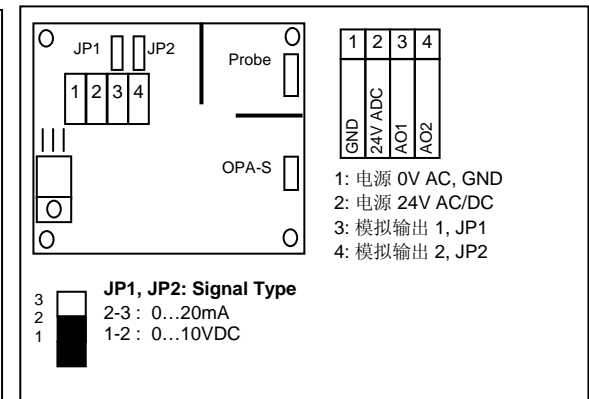 JP1 JP2
Probe
1 2 3 4
OPA-S
1 2 3 4
GND
24V ADC
AO1
AO2
1: 电源 0V AC, GND
2: 电源 24V AC/DC
3: 模拟输出 1, JP1
4: 模拟输出 2, JP2
JP1, JP2: Signal Type
3
2
1
2-3 : 0…20mA
1-2 : 0…10VDC